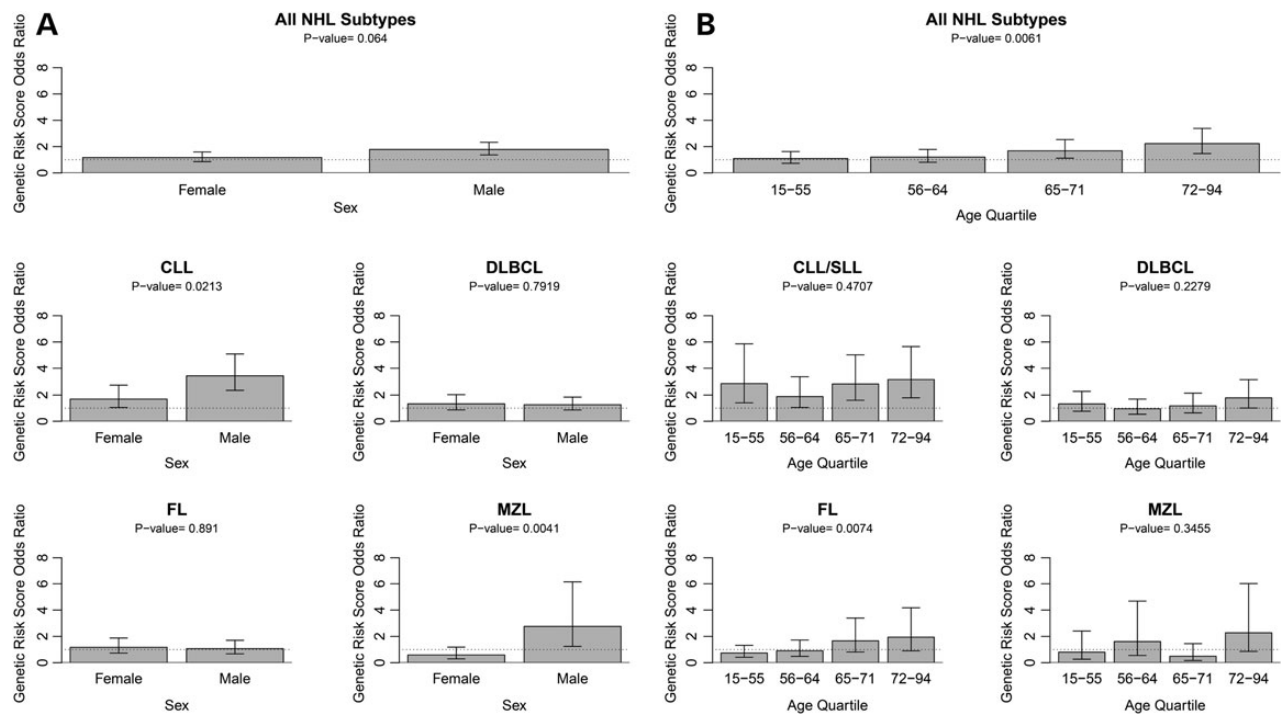 A
All NHL Subtypes
P−value= 0.064
Genetic Risk Score Odds Ratio
0 2 4 6 8
Female Male
Sex
CLL
P−value= 0.0213
Genetic Risk Score Odds Ratio
0 2 4 6 8
Female Male
Sex
DLBCL
P−value= 0.7919
Genetic Risk Score Odds Ratio
0 2 4 6 8
Female Male
Sex
FL
P−value= 0.891
Genetic Risk Score Odds Ratio
0 2 4 6 8
Female Male
Sex
MZL
P−value= 0.0041
Genetic Risk Score Odds Ratio
0 2 4 6 8
Female Male
Sex
B
All NHL Subtypes
P−value= 0.0061
Genetic Risk Score Odds Ratio
0 2 4 6 8
15−55 56−64 65−71 72−94
Age Quartile
CLL/SLL
P−value= 0.4707
Genetic Risk Score Odds Ratio
0 2 4 6 8
15−55 56−64 65−71 72−94
Age Quartile
DLBCL
P−value= 0.2279
Genetic Risk Score Odds Ratio
0 2 4 6 8
15−55 56−64 65−71 72−94
Age Quartile
FL
P−value= 0.0074
Genetic Risk Score Odds Ratio
0 2 4 6 8
15−55 56−64 65−71 72−94
Age Quartile
MZL
P−value= 0.3455
Genetic Risk Score Odds Ratio
0 2 4 6 8
15−55 56−64 65−71 72−94
Age Quartile